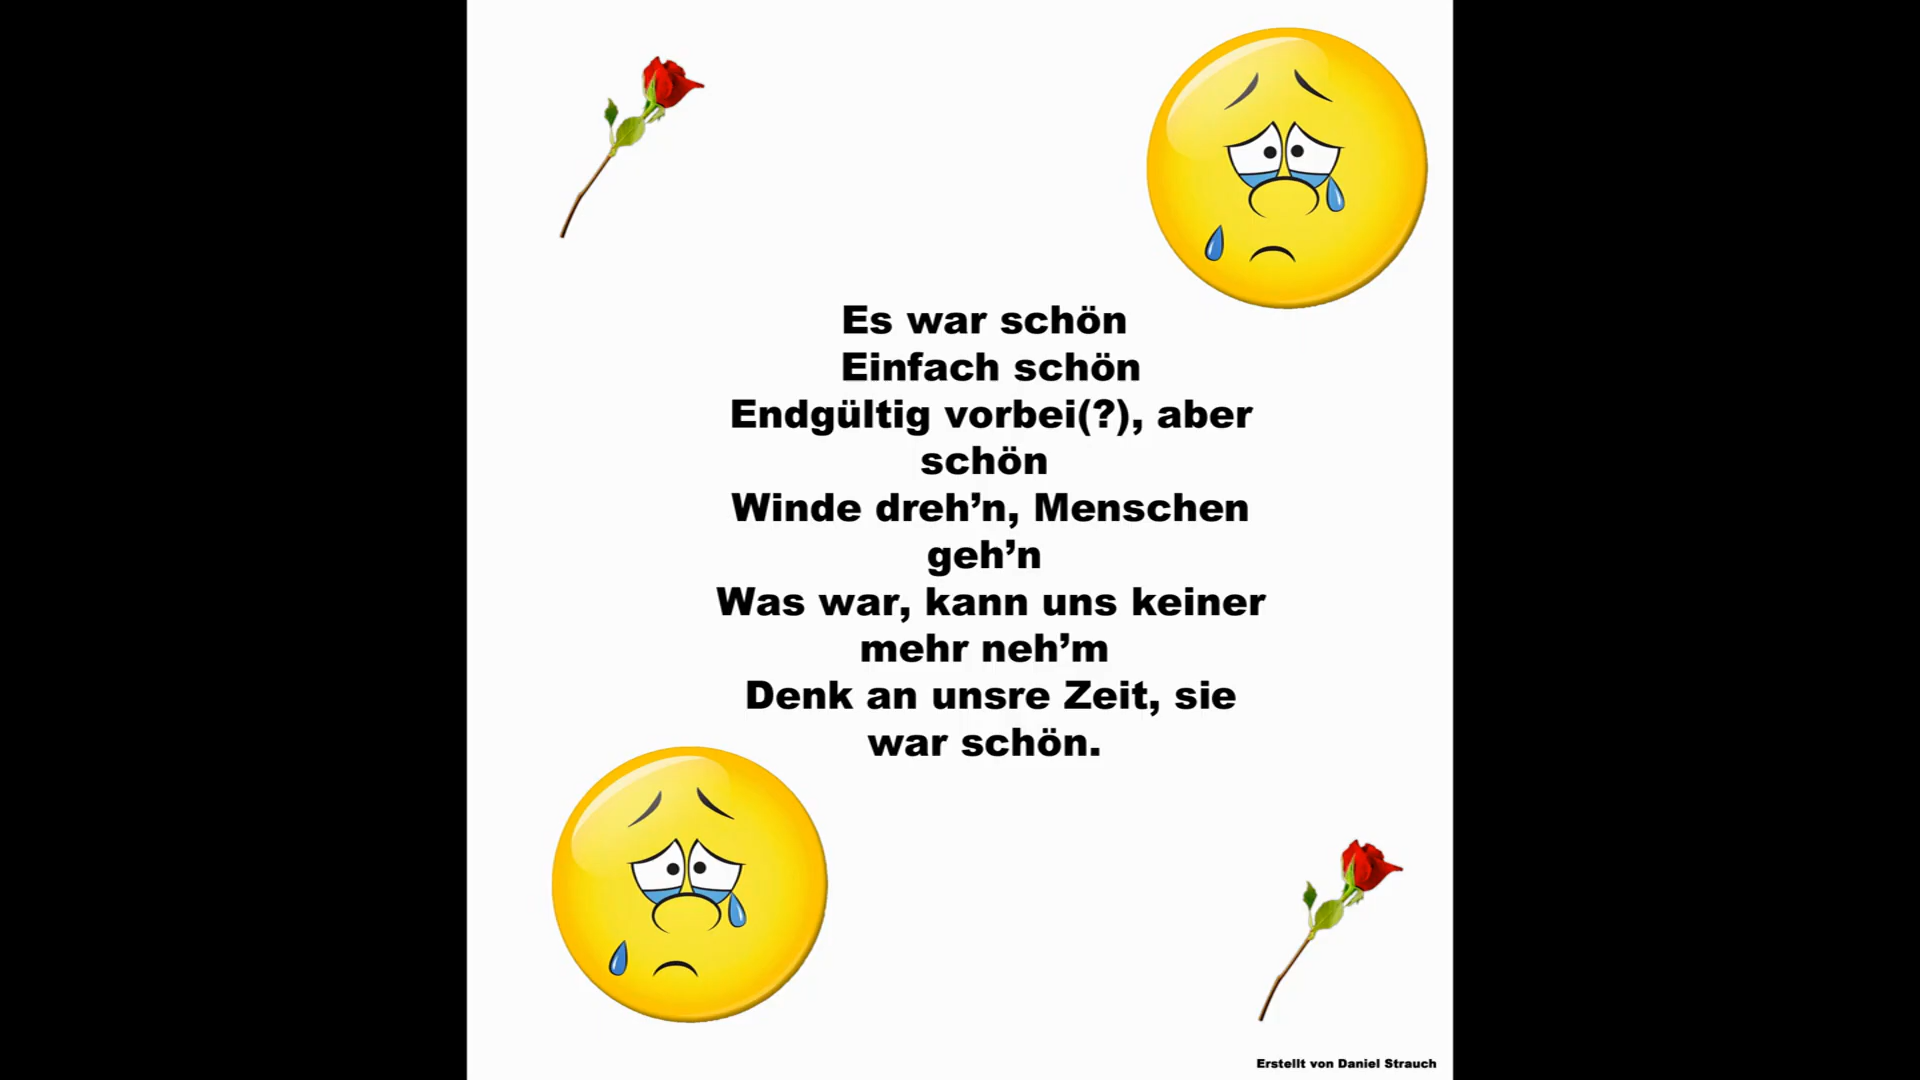 Es war schön
Einfach schön
Endgültig vorbei(?), aber
schön
Winde dreh’n, Menschen
geh’n
Was war, kann uns keiner
mehr neh’m
Denk an unsre Zeit, sie
war schön.
Erstellt von Daniel Strauch